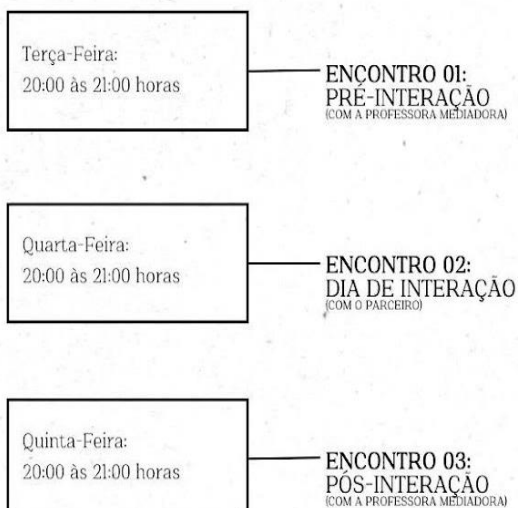 Terça-Feira:
20:00 às 21:00 horas
ENCONTRO 01:
PRÉ-INTERAÇÃO
(COM A PROFESSORA MEDIADORA)
Quarta-Feira:
20:00 às 21:00 horas
ENCONTRO 02:
DIA DE INTERAÇÃO
(COM O PARCEIRO)
Quinta-Feira:
20:00 às 21:00 horas
ENCONTRO 03:
PÓS-INTERAÇÃO
(COM A PROFESSORA MEDIADORA)